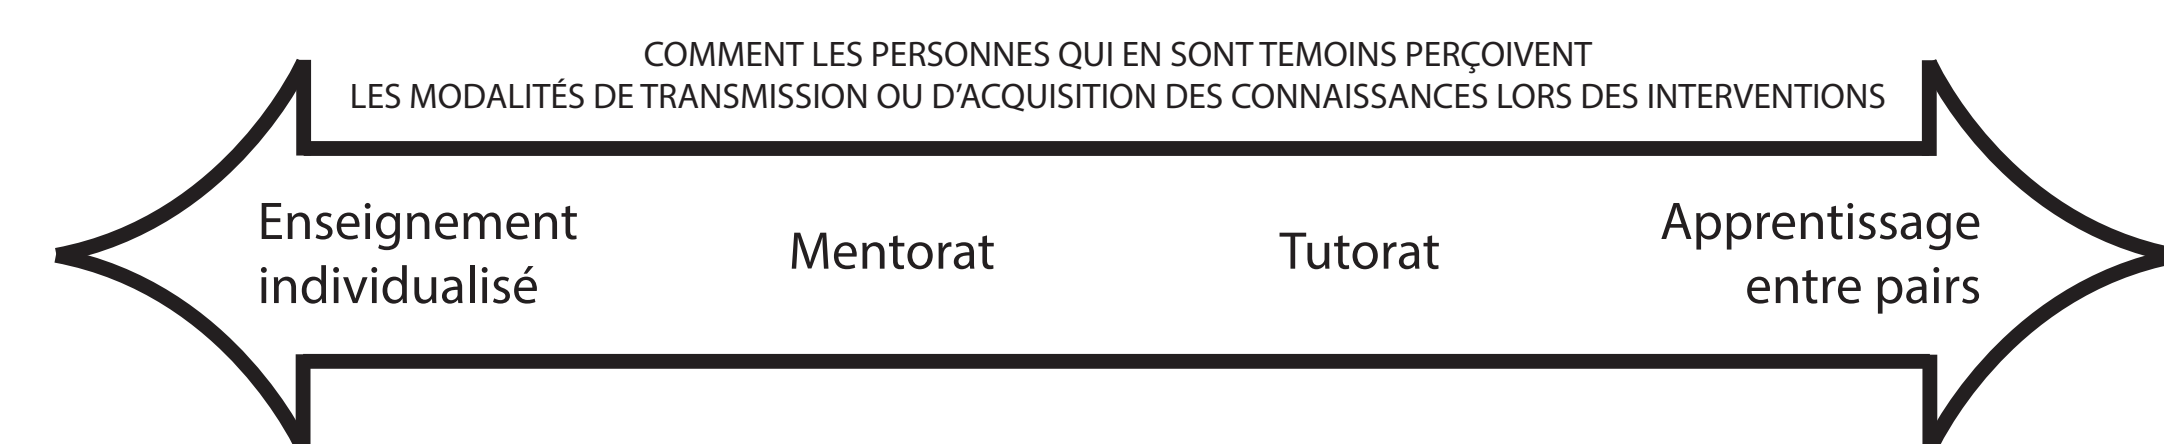 COMMENT LES PERSONNES QUI EN SONT TEMOINS PERÇOIVENT
LES MODALITÉS DE TRANSMISSION OU D’ACQUISITION DES CONNAISSANCES LORS DES INTERVENTIONS
Enseignement
individualisé
Mentorat
Tutorat
Apprentissage
entre pairs